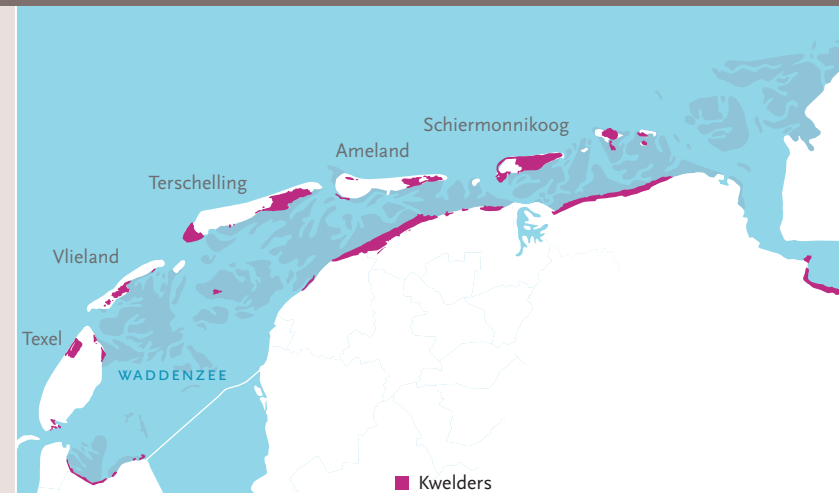 Schiermonnikoog
Ameland
Terschelling
Vlieland
Texel
WADDENZEE
Kwelders